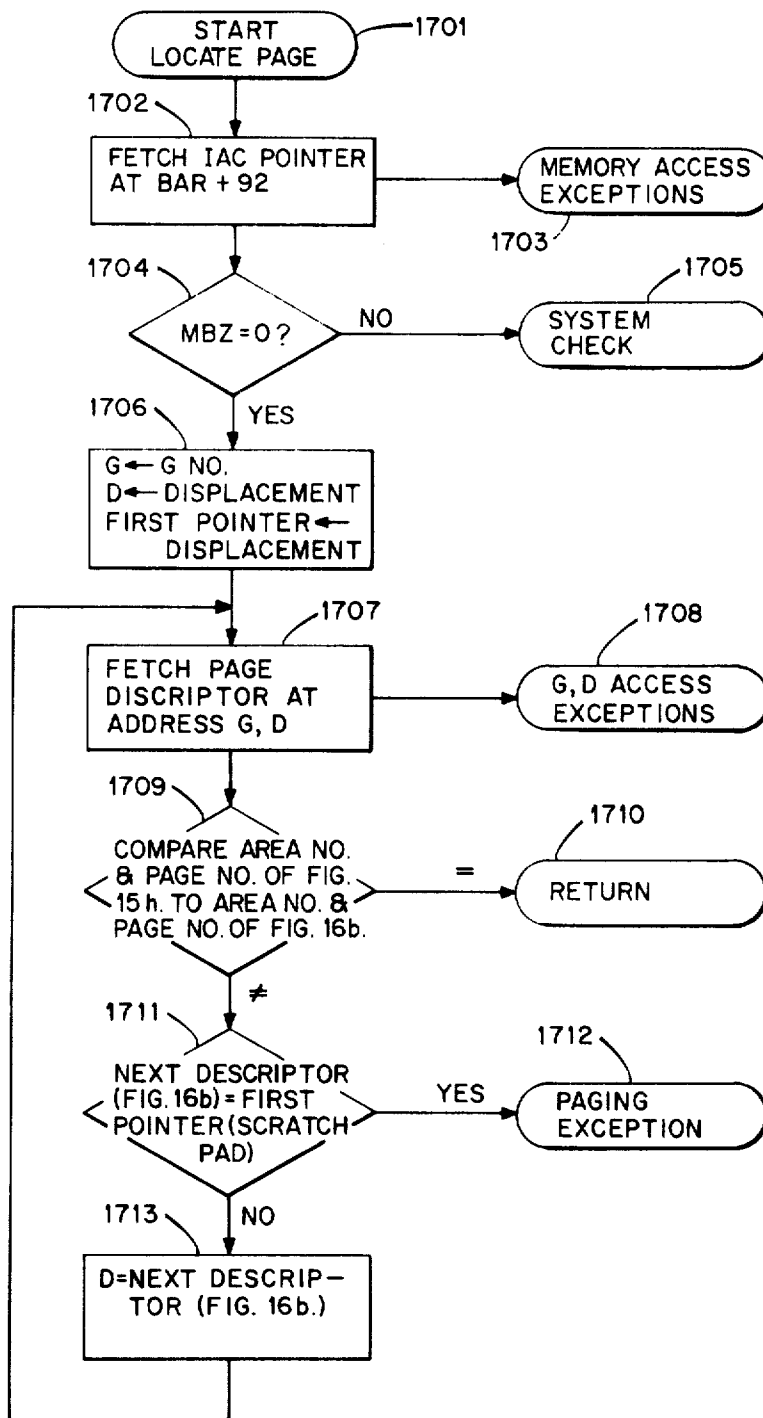 START
LOCATE PAGE
1701
1702
FETCH IAC POINTER
AT BAR + 92
MEMORY ACCESS
EXCEPTIONS
1703
1704
MBZ=0?
NO
1705
SYSTEM
CHECK
YES
1706
G← G NO.
D← DISPLACEMENT
FIRST POINTER←
DISPLACEMENT
1707
FETCH PAGE
DISCRIPTOR AT
ADDRESS G, D
1708
G, D ACCESS
EXCEPTIONS
1709
COMPARE AREA NO.
& PAGE NO. OF FIG.
15h. TO AREA NO. &
PAGE NO. OF FIG. 16b.
=
1710
RETURN
≠
1711
NEXT DESCRIPTOR
(FIG. 16b) = FIRST
POINTER (SCRATCH
PAD)
YES
1712
PAGING
EXCEPTION
NO
1713
D=NEXT DESCRIP-
TOR (FIG. 16b.)